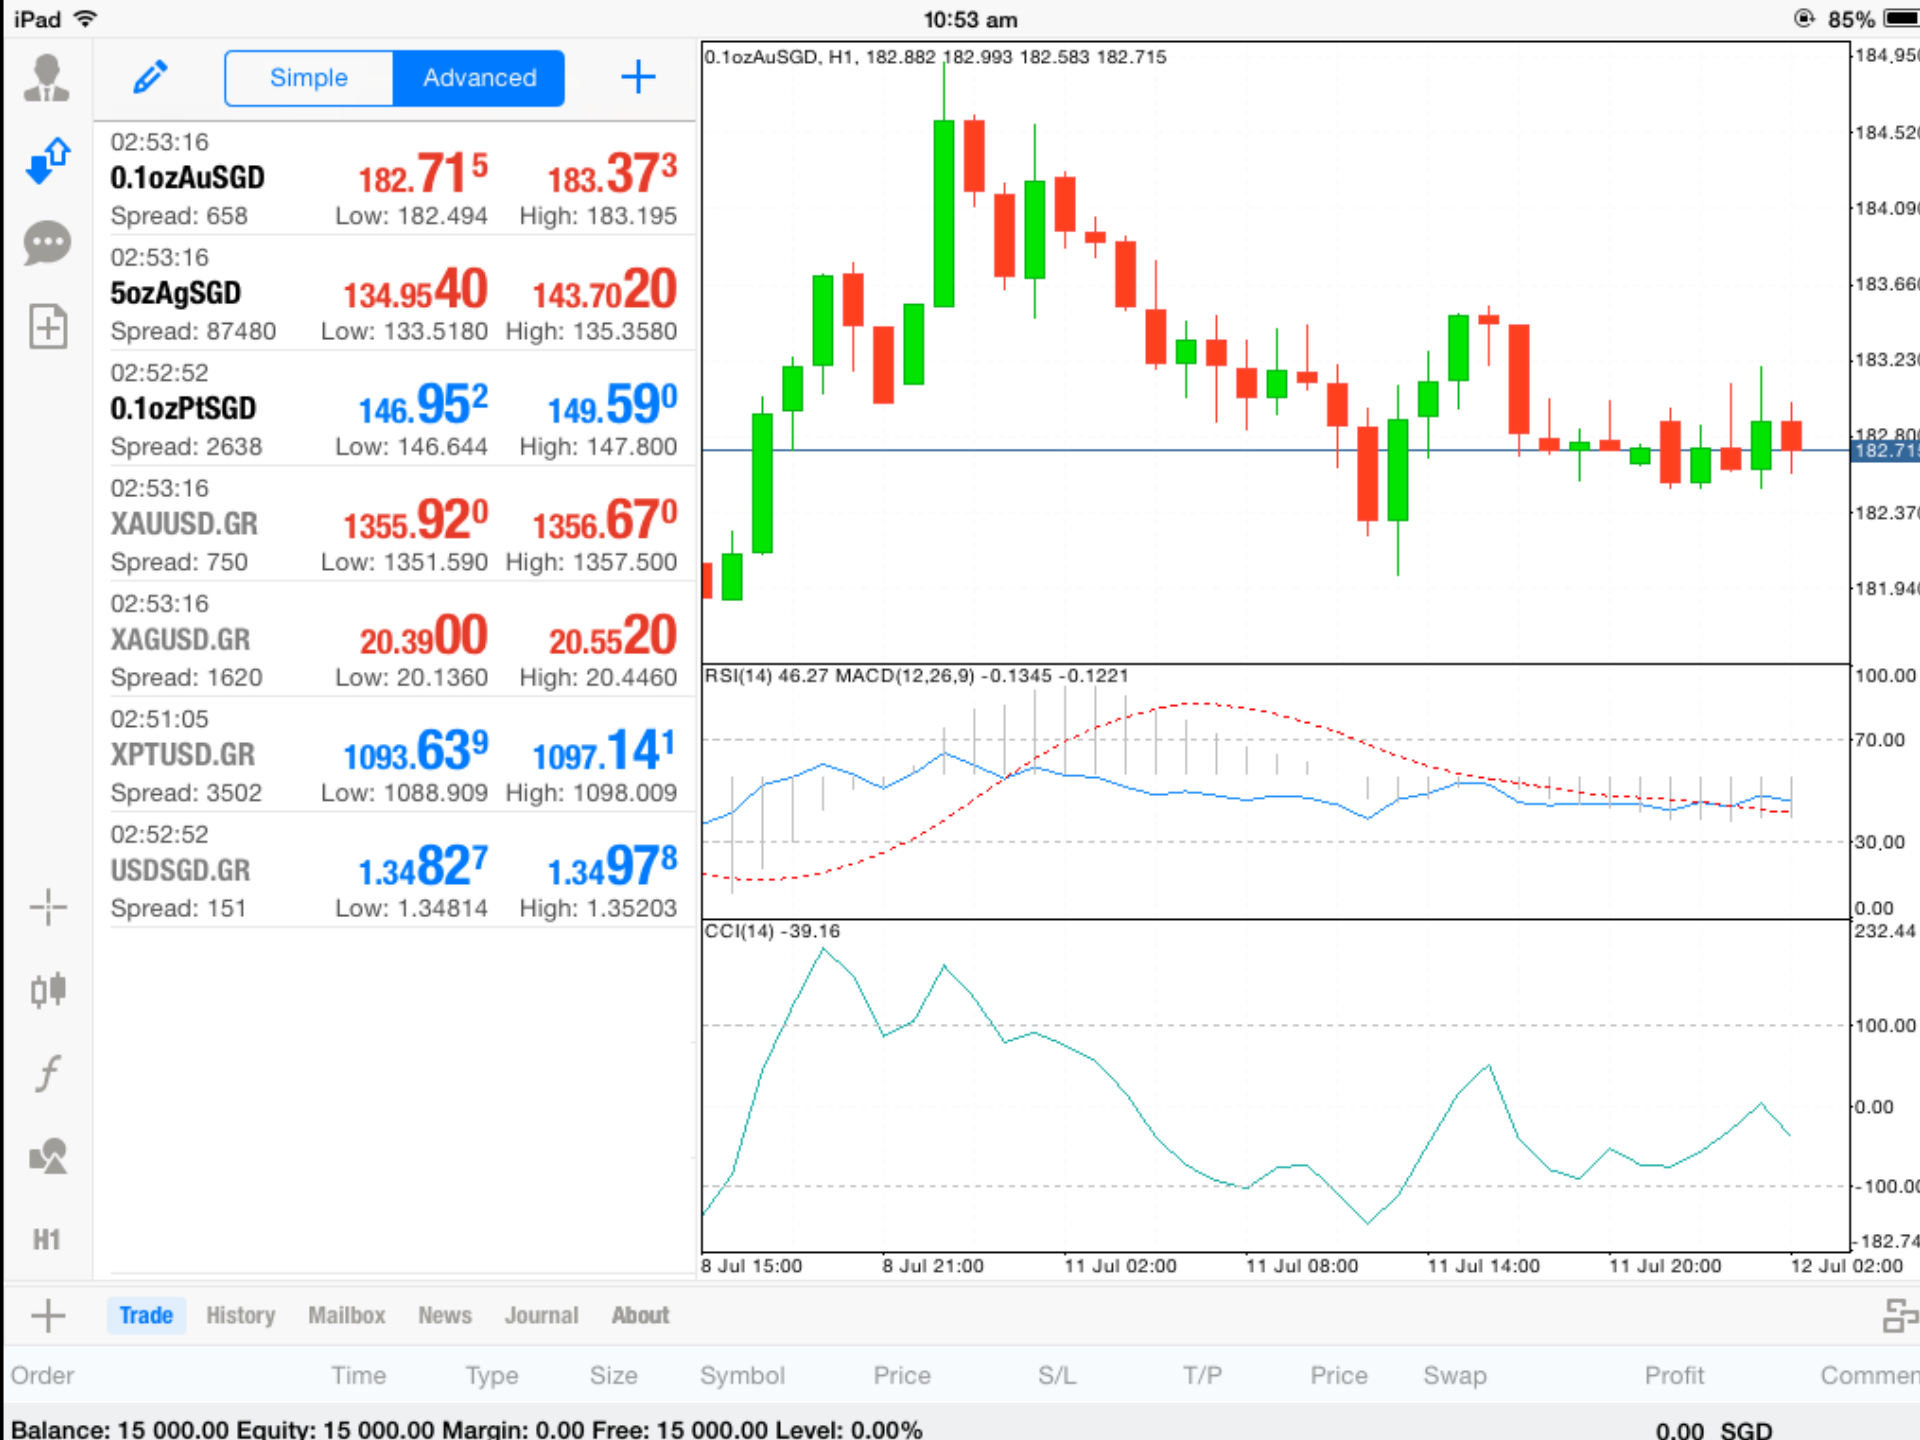 iPad 10:53 am 85%
Simple Advanced
02:53:16
0.1ozAuSGD 182.715 183.373
Spread: 658 Low: 182.494 High: 183.195
02:53:16
5ozAgSGD 134.9540 143.7020
Spread: 87480 Low: 133.5180 High: 135.3580
02:52:52
0.1ozPtSGD 146.952 149.590
Spread: 2638 Low: 146.644 High: 147.800
02:53:16
XAUUSD.GR 1355.920 1356.670
Spread: 750 Low: 1351.590 High: 1357.500
02:53:16
XAGUSD.GR 20.3900 20.5520
Spread: 1620 Low: 20.1360 High: 20.4460
02:51:05
XPTUSD.GR 1093.639 1097.141
Spread: 3502 Low: 1088.909 High: 1098.009
02:52:52
USDSGD.GR 1.34827 1.34978
Spread: 151 Low: 1.34814 High: 1.35203
H1
0.1ozAuSGD, H1, 182.882 182.993 182.583 182.715
184.950
184.520
184.090
183.660
183.230
182.800
182.715
182.370
181.940
RSI(14) 46.27 MACD(12,26,9) -0.1345 -0.1221
100.00
70.00
30.00
0.00
CCI(14) -39.16
232.44
100.00
0.00
-100.00
-182.74
8 Jul 15:00 8 Jul 21:00 11 Jul 02:00 11 Jul 08:00 11 Jul 14:00 11 Jul 20:00 12 Jul 02:00
Trade History Mailbox News Journal About
Order Time Type Size Symbol Price S/L T/P Price Swap Profit Commen
Balance: 15 000.00 Equity: 15 000.00 Margin: 0.00 Free: 15 000.00 Level: 0.00% 0.00 SGD